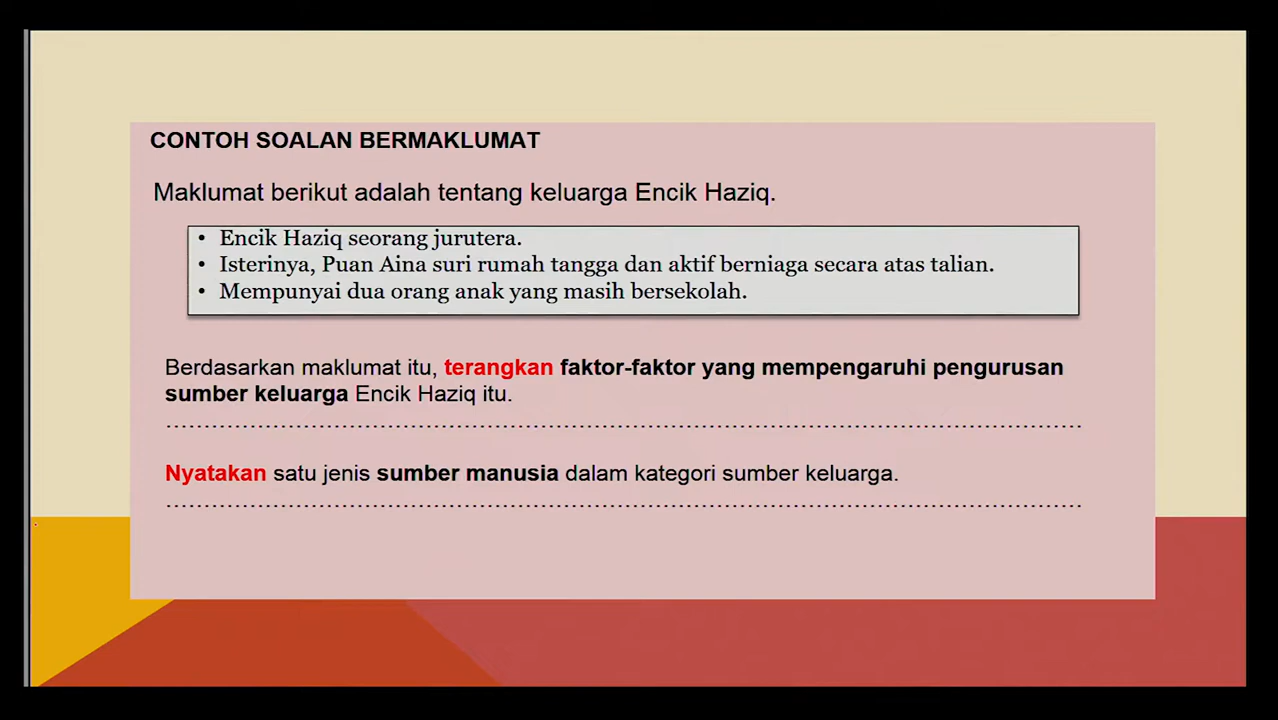 CONTOH SOALAN BERMAKLUMAT
Maklumat berikut adalah tentang keluarga Encik Haziq.
• Encik Haziq seorang jurutera.
• Isterinya, Puan Aina suri rumah tangga dan aktif berniaga secara atas talian.
• Mempunyai dua orang anak yang masih bersekolah.
Berdasarkan maklumat itu, terangkan faktor-faktor yang mempengaruhi pengurusan
sumber keluarga Encik Haziq itu.
Nyatakan satu jenis sumber manusia dalam kategori sumber keluarga.